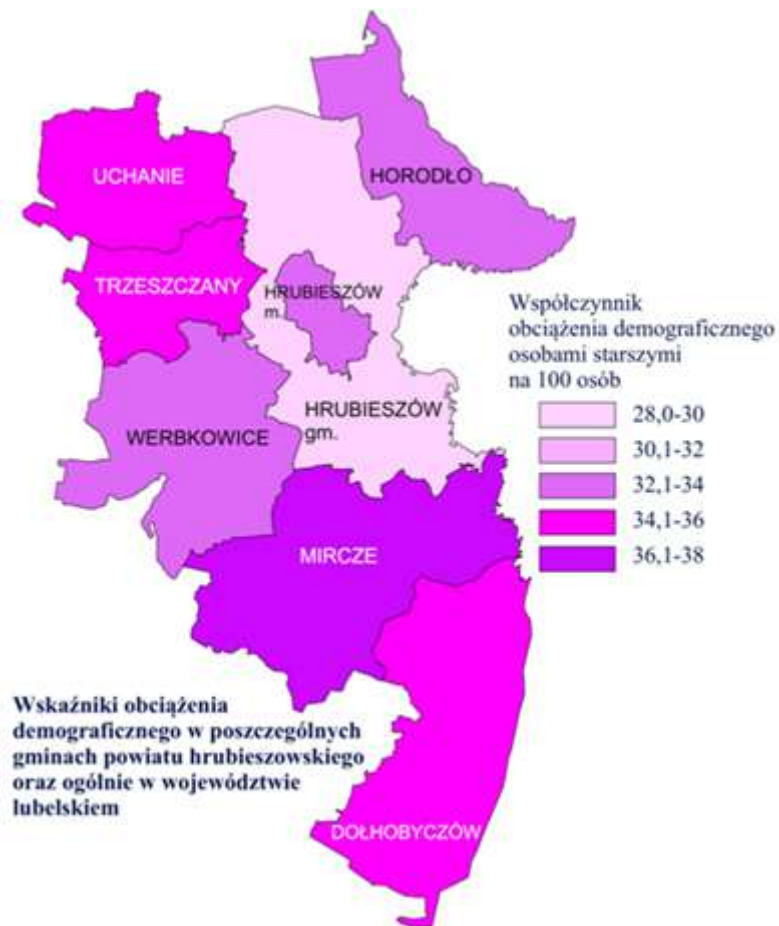 UCHANIE
HORODŁO
TRZESZCZANY
HRUBIESZÓW
m.
Współczynnik
obciążenia demograficznego
osobami starszymi
na 100 osób
28,0-30
30,1-32
32,1-34
34,1-36
36,1-38
HRUBIESZÓW
gm.
WERBKOWICE
MIRCZE
Wskaźniki obciążenia
demograficznego w poszczególnych
gminach powiatu hrubieszowskiego
oraz ogólnie w województwie
lubelskiem
DOŁHOBYCZÓW